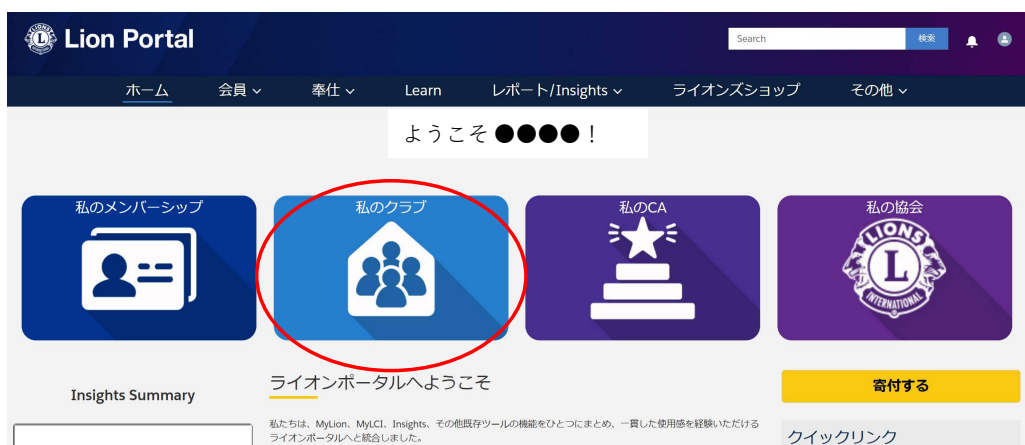 Lion Portal
Search
検索
ホーム
会員
奉仕
Learn
レポート/Insights
ライオンズショップ
その他
ようこそ ●●●●！
私のメンバーシップ
私のクラブ
私のCA
私の協会
LIONS
L
INTERNATIONAL
Insights Summary
ライオンポータルへようこそ
寄付する
私たちは、MyLion、MyLCI、Insights、その他既存ツールの機能をひとつにまとめ、一貫した使用感を経験いただける
ライオンポータルへと統合しました。
クイックリンク